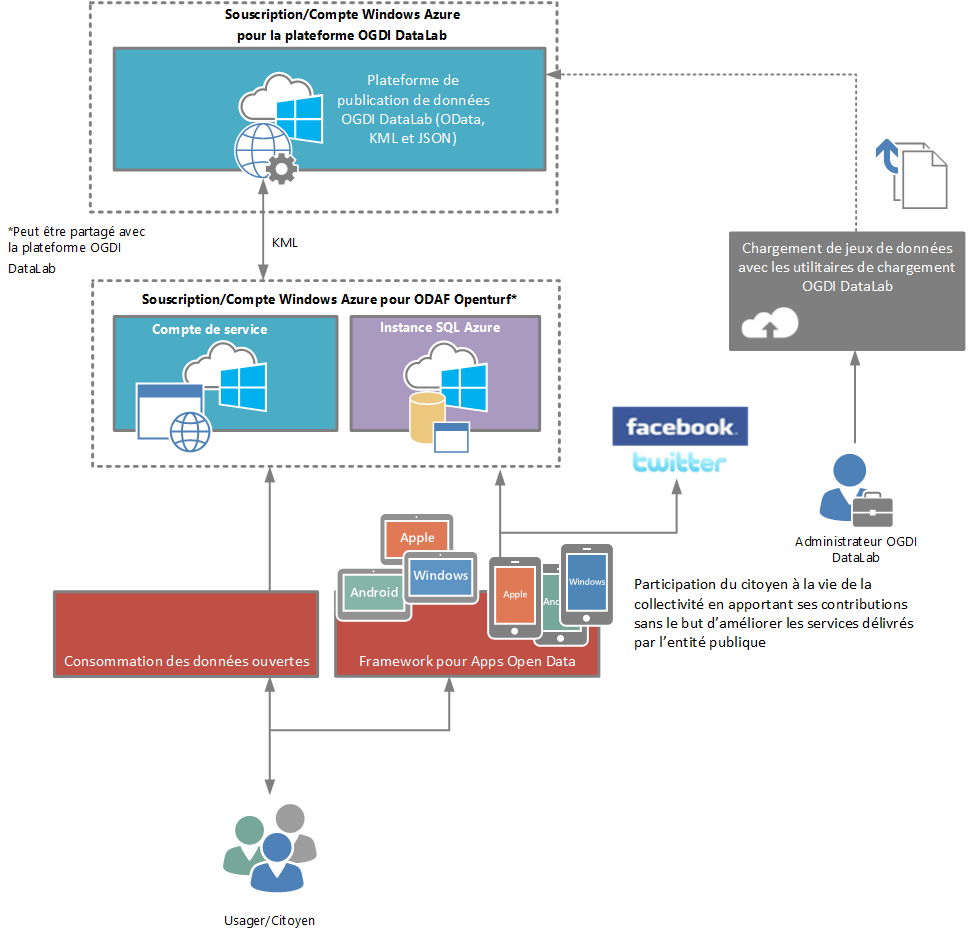 Souscription/Compte Windows Azure
pour la plateforme OGDI DataLab
Plateforme de
publication de données
OGDI DataLab (OData,
KML et JSON)
*Peut être partagé avec
la plateforme OGDI
DataLab
KML
Chargement de jeux de données
avec les utilitaires de chargement
OGDI DataLab
Souscription/Compte Windows Azure pour ODAF Openturf*
Compte de service
Instance SQL Azure
facebook
twitter
Administrateur OGDI
DataLab
Apple
Windows
Android
Apple
And
Windows
Participation du citoyen à la vie de la
collectivité en apportant ses contributions
sans le but d’améliorer les services délivrés
par l’entité publique
Consommation des données ouvertes
Framework pour Apps Open Data
Usager/Citoyen